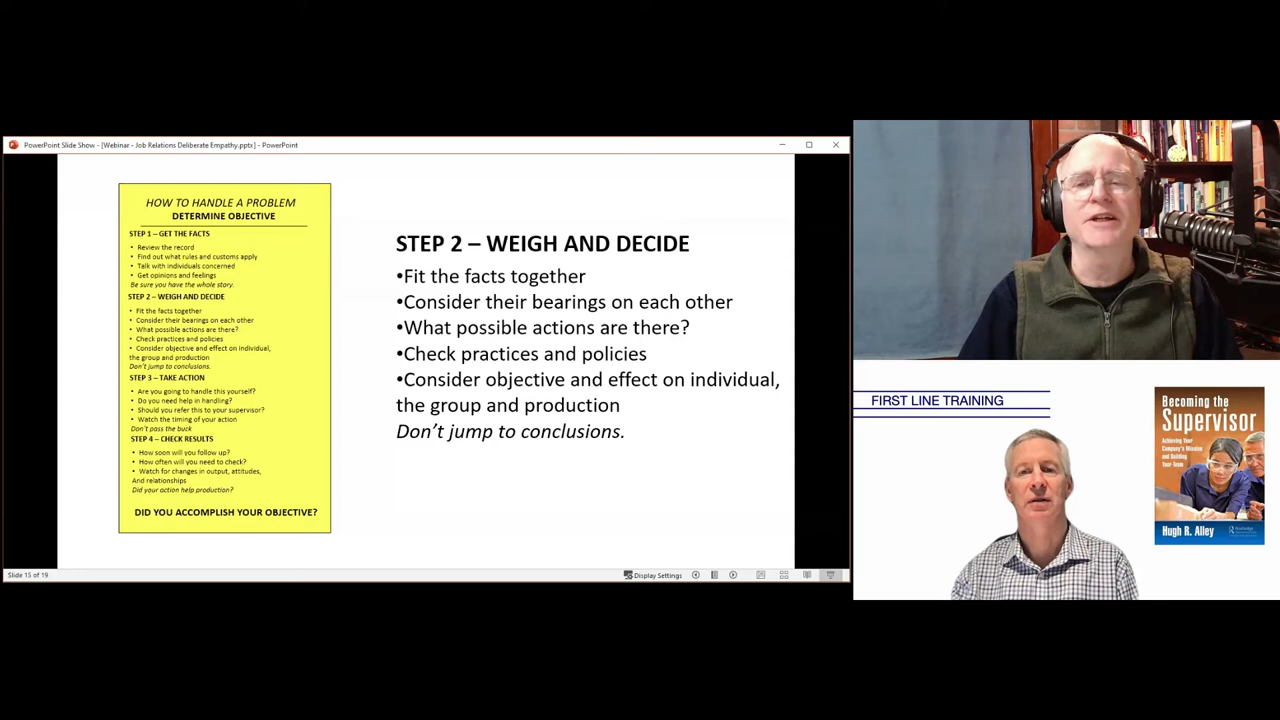 PowerPoint Slide Show - [Webinar - Job Relations Deliberate Empathy.pptx] - PowerPoint
HOW TO HANDLE A PROBLEM
DETERMINE OBJECTIVE
STEP 1 – GET THE FACTS
• Review the record
• Find out what rules and customs apply
• Talk with individuals concerned
• Get opinions and feelings
Be sure you have the whole story.
STEP 2 – WEIGH AND DECIDE
• Fit the facts together
• Consider their bearings on each other
• What possible actions are there?
• Check practices and policies
• Consider objective and effect on individual,
the group and production
Don't jump to conclusions.
STEP 3 – TAKE ACTION
• Are you going to handle this yourself?
• Do you need help in handling?
• Should you refer this to your supervisor?
• Watch the timing of your action
Don't pass the buck
STEP 4 – CHECK RESULTS
• How soon will you follow up?
• How often will you need to check?
• Watch for changes in output, attitudes,
And relationships
Did your action help production?
DID YOU ACCOMPLISH YOUR OBJECTIVE?
STEP 2 – WEIGH AND DECIDE
•Fit the facts together
•Consider their bearings on each other
•What possible actions are there?
•Check practices and policies
•Consider objective and effect on individual,
the group and production
Don't jump to conclusions.
Slide 15 of 19
Display Settings
FIRST LINE TRAINING
Becoming the
Supervisor
Achieving Your
Company's Mission
and Building
Your Team
Hugh R. Alley
Routledge